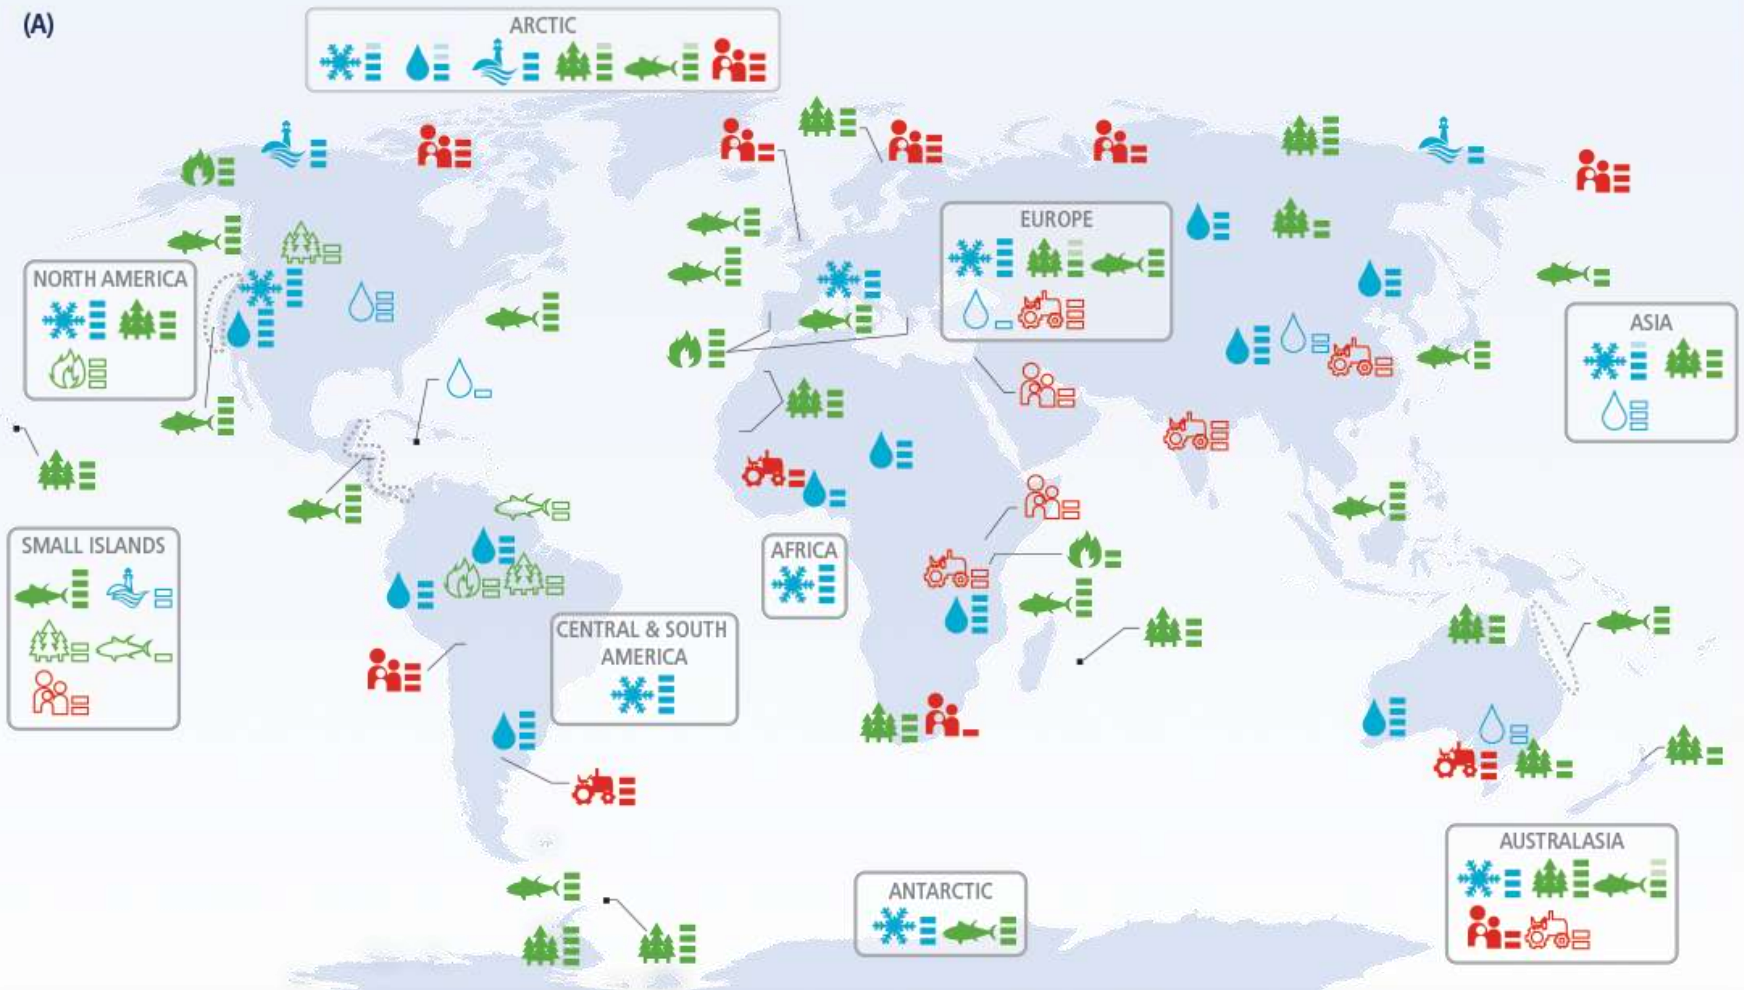 (A)
ARCTIC
EUROPE
NORTH AMERICA
ASIA
SMALL ISLANDS
AFRICA
CENTRAL & SOUTH
AMERICA
AUSTRALASIA
ANTARCTIC